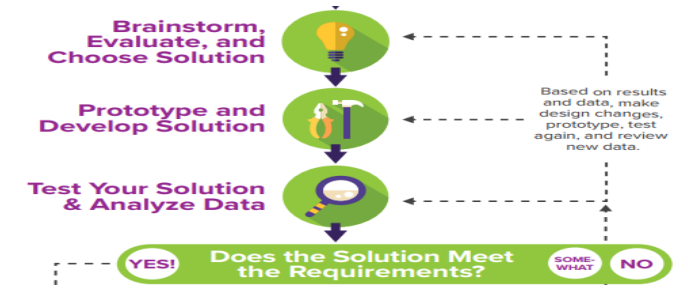 Brainstorm,
Evaluate, and
Choose Solution
Prototype and
Develop Solution
Based on results
and data, make
design changes,
prototype, test
again, and review
new data.
Test Your Solution
& Analyze Data
YES!
Does the Solution Meet
the Requirements?
SOME-
WHAT
NO